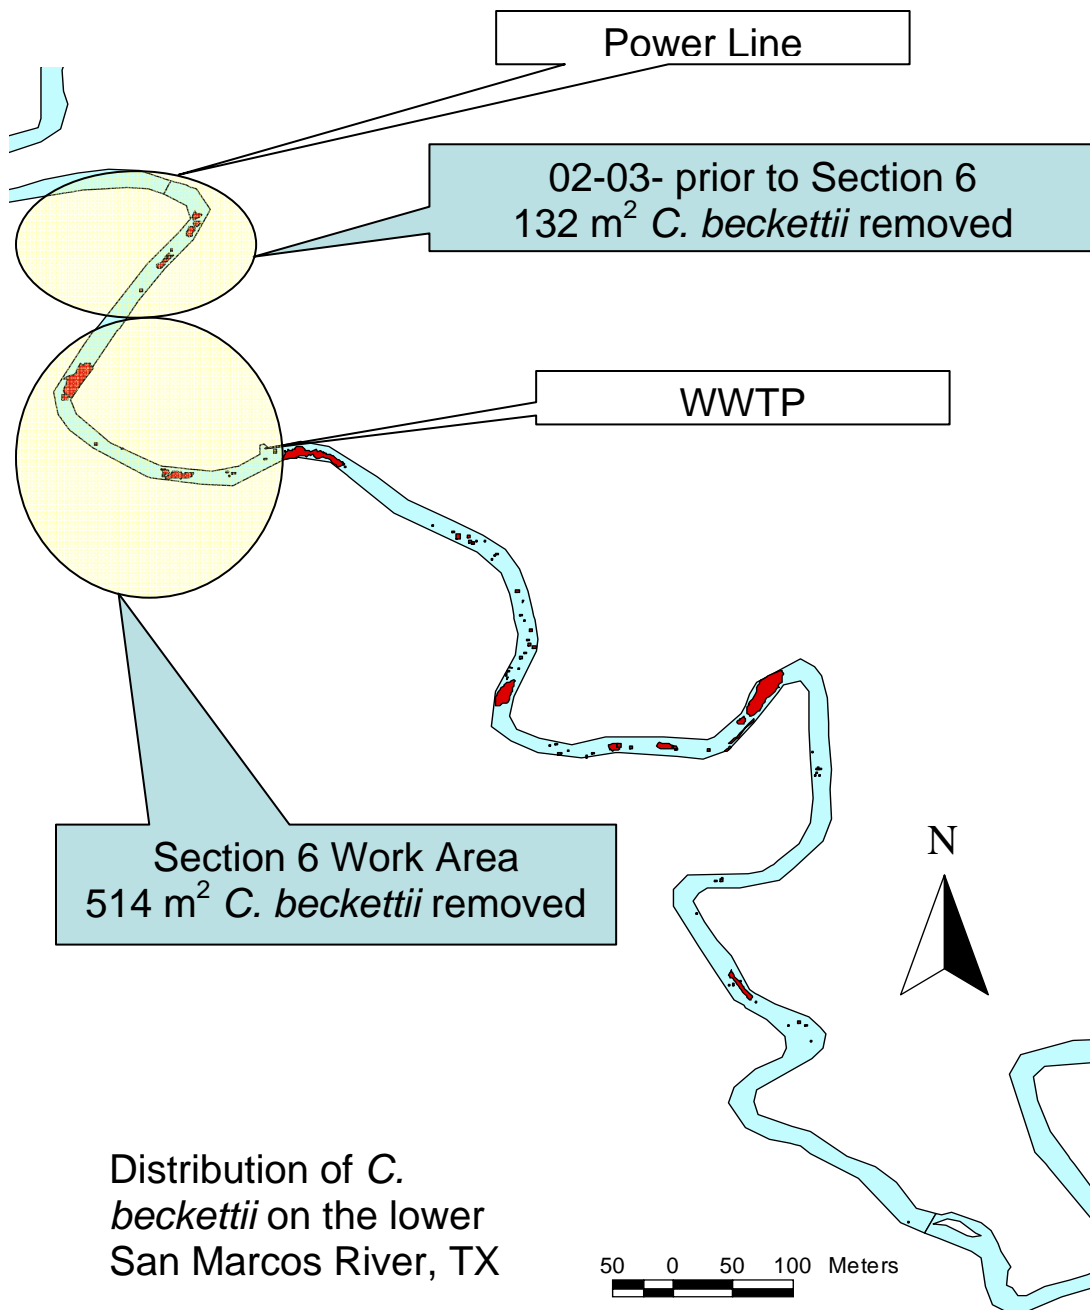 Power Line
02-03- prior to Section 6
132 m² C. beckettii removed
WWTP
Section 6 Work Area
514 m² C. beckettii removed
N
Distribution of C.
beckettii on the lower
San Marcos River, TX
50 0 50 100 Meters